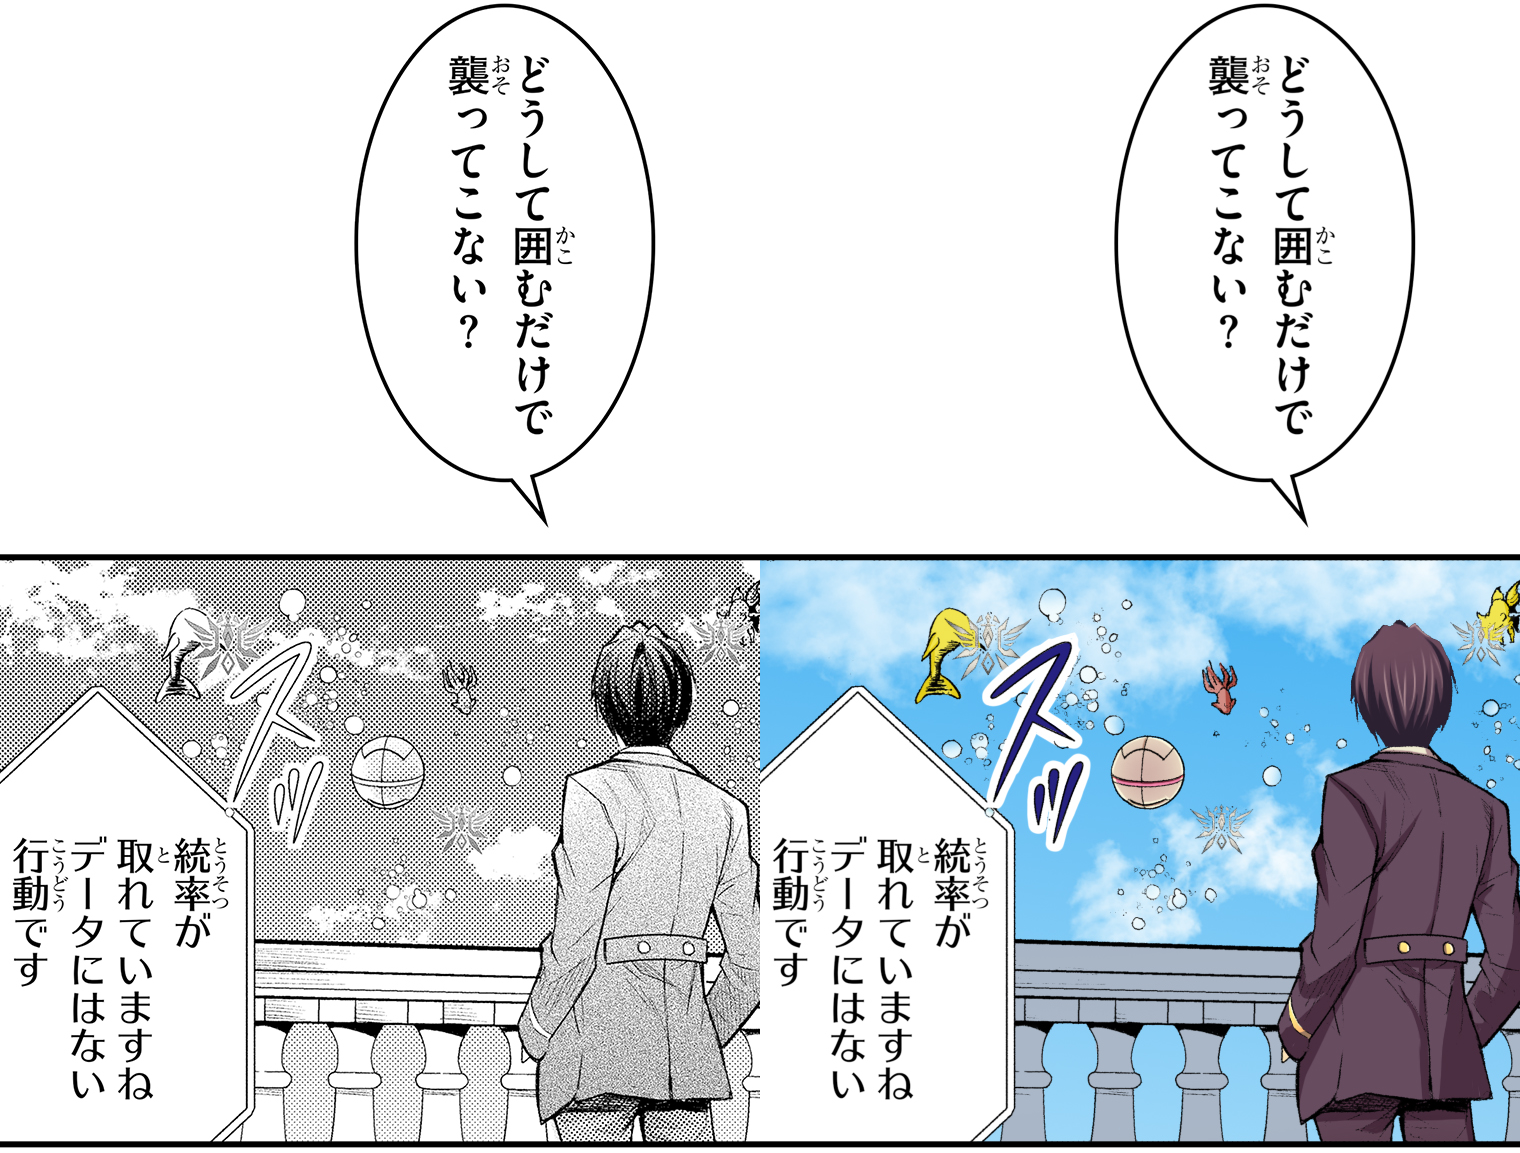 どうして囲むだけで
襲ってこない？
スッ
統率が
取れていますね
データにはない
行動です
どうして囲むだけで
襲ってこない？
スッ
統率が
取れていますね
データにはない
行動です